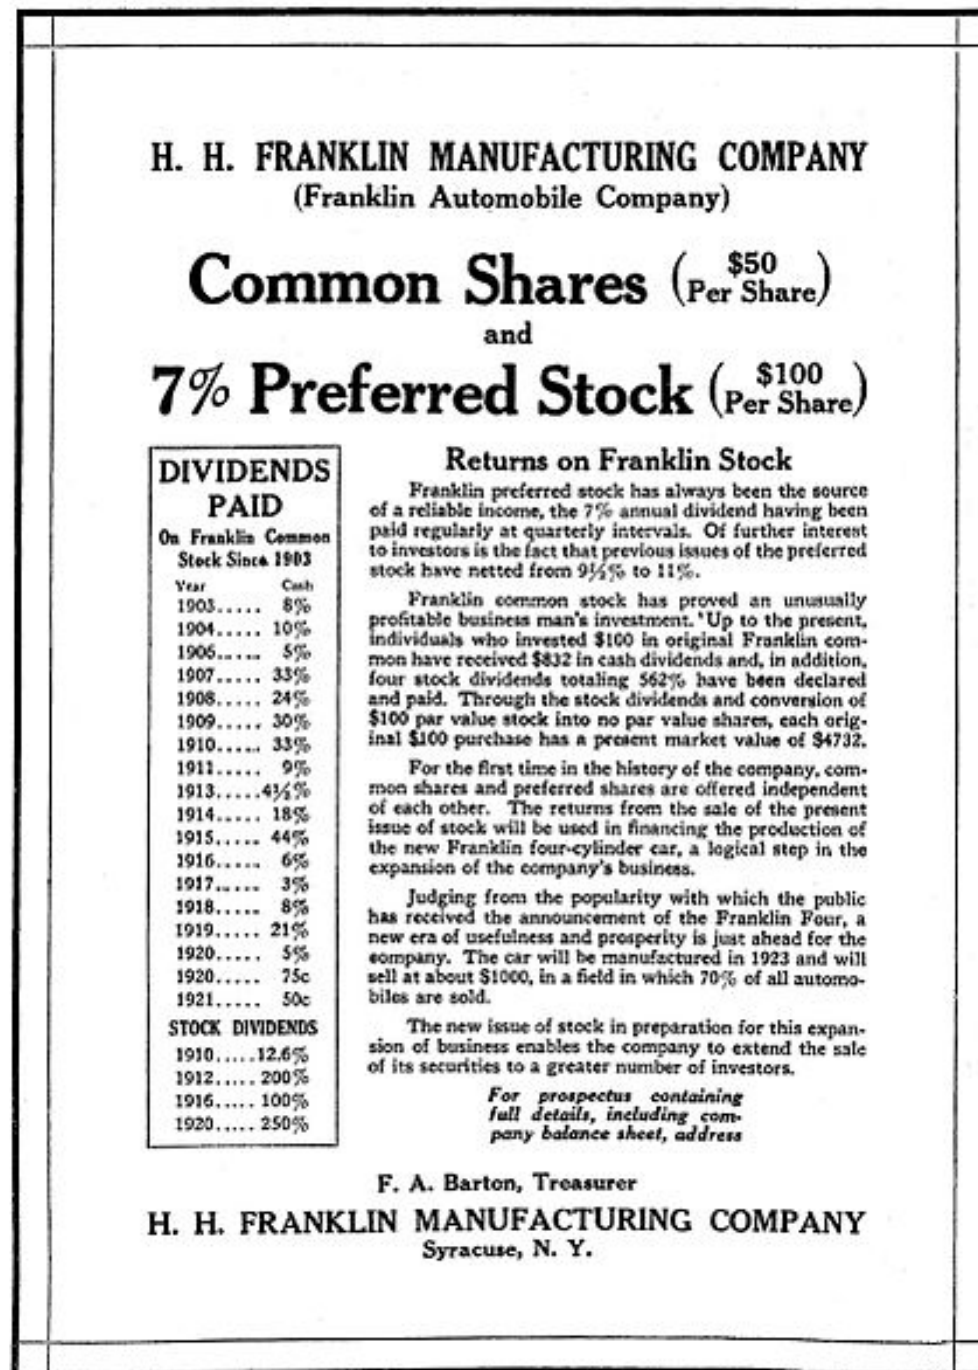 H. H. FRANKLIN MANUFACTURING COMPANY
(Franklin Automobile Company)
Common Shares ($50 Per Share)
and
7% Preferred Stock ($100 Per Share)
DIVIDENDS
PAID
On Franklin Common
Stock Since 1903
Year Cash
1903..... 8%
1904..... 10%
1906..... 5%
1907..... 33%
1908..... 24%
1909..... 30%
1910..... 33%
1911..... 9%
1913.....4½%
1914..... 18%
1915..... 44%
1916..... 6%
1917..... 3%
1918..... 8%
1919..... 21%
1920..... 5%
1920..... 75c
1921..... 50c
STOCK DIVIDENDS
1910.....12.6%
1912..... 200%
1916..... 100%
1920..... 250%
Returns on Franklin Stock
Franklin preferred stock has always been the source
of a reliable income, the 7% annual dividend having been
paid regularly at quarterly intervals. Of further interest
to investors is the fact that previous issues of the preferred
stock have netted from 9½% to 11%.
Franklin common stock has proved an unusually
profitable business man's investment. Up to the present,
individuals who invested $100 in original Franklin com-
mon have received $832 in cash dividends and, in addition,
four stock dividends totaling 562% have been declared
and paid. Through the stock dividends and conversion of
$100 par value stock into no par value shares, each orig-
inal $100 purchase has a present market value of $4732.
For the first time in the history of the company, com-
mon shares and preferred shares are offered independent
of each other. The returns from the sale of the present
issue of stock will be used in financing the production of
the new Franklin four-cylinder car, a logical step in the
expansion of the company's business.
Judging from the popularity with which the public
has received the announcement of the Franklin Four, a
new era of usefulness and prosperity is just ahead for the
company. The car will be manufactured in 1923 and will
sell at about $1000, in a field in which 70% of all automo-
biles are sold.
The new issue of stock in preparation for this expan-
sion of business enables the company to extend the sale
of its securities to a greater number of investors.
For prospectus containing
full details, including com-
pany balance sheet, address
F. A. Barton, Treasurer
H. H. FRANKLIN MANUFACTURING COMPANY
Syracuse, N. Y.